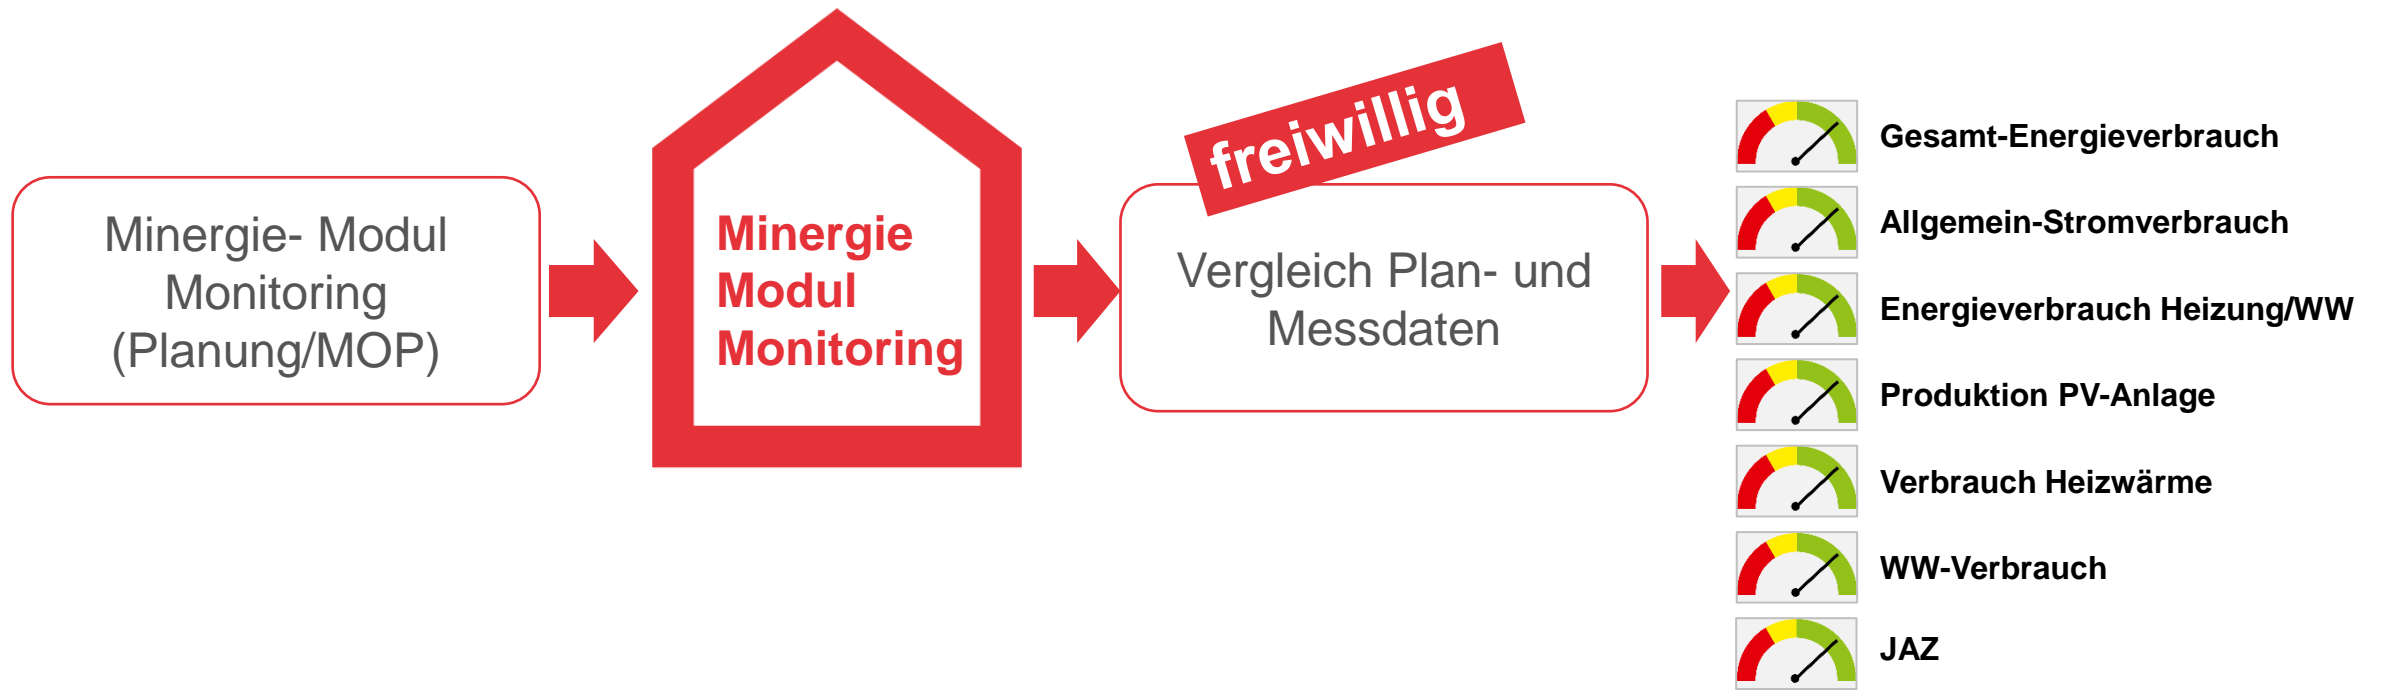 Minergie- Modul
Monitoring
(Planung/MOP)
Minergie
Modul
Monitoring
freiwillig
Vergleich Plan- und
Messdaten
Gesamt-Energieverbrauch
Allgemein-Stromverbrauch
Energieverbrauch Heizung/WW
Produktion PV-Anlage
Verbrauch Heizwärme
WW-Verbrauch
JAZ